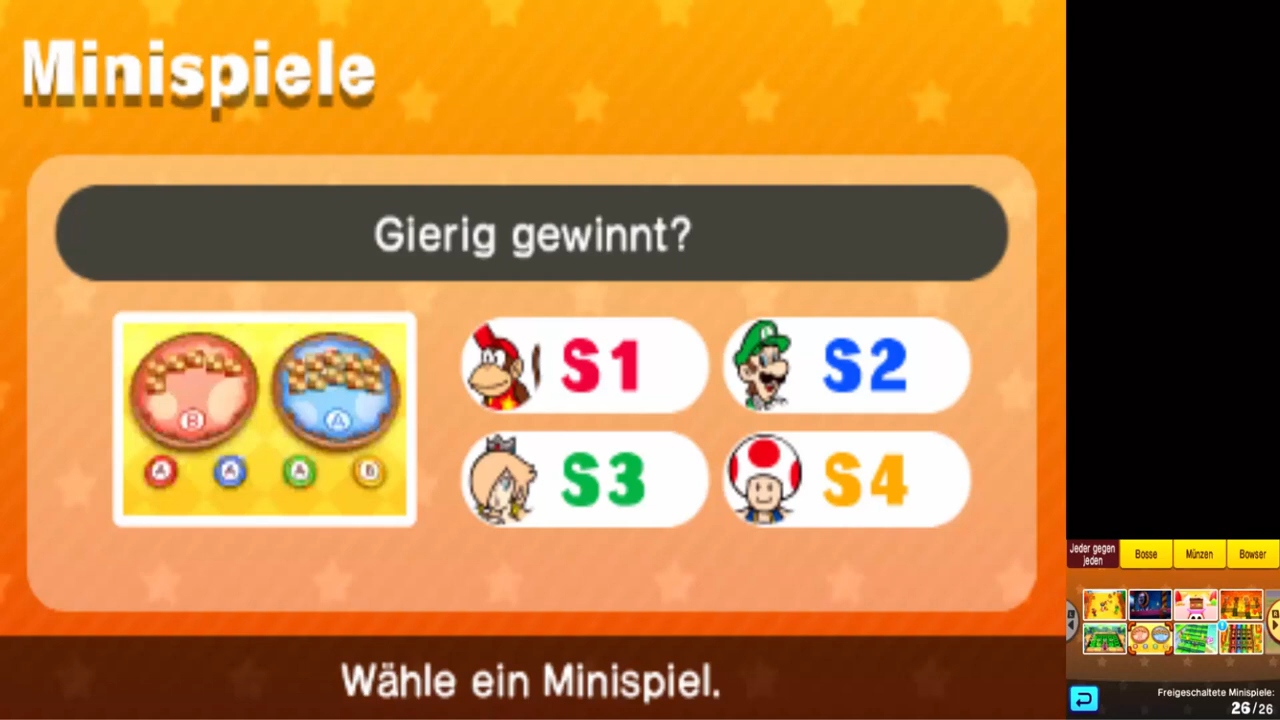 Minispiele
Gierig gewinnt?
B
A
A
A
A
B
S1
S2
S3
S4
Wähle ein Minispiel.
Jeder gegen
jeden
Bosse
Münzen
Bowser
L
R
Freigeschaltete Minispiele:
26/26